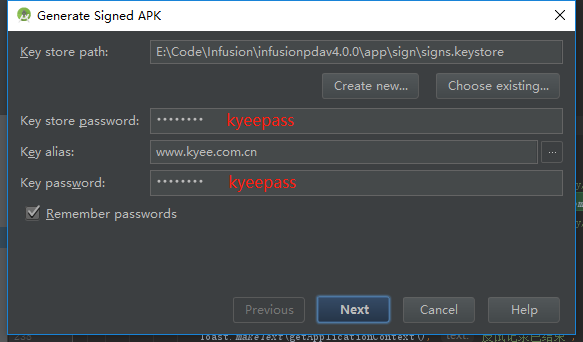 Generate Signed APK
Key store path: E:\Code\Infusion\infusionpdav4.0.0\app\sign\signs.keystore
Create new... Choose existing...
Key store password: •••••••• kyeepass
Key alias: www.kyee.com.cn ...
Key password: •••••••• kyeepass
Remember passwords
Previous Next Cancel Help
Toast.makeText(getApplicationContext(), text: